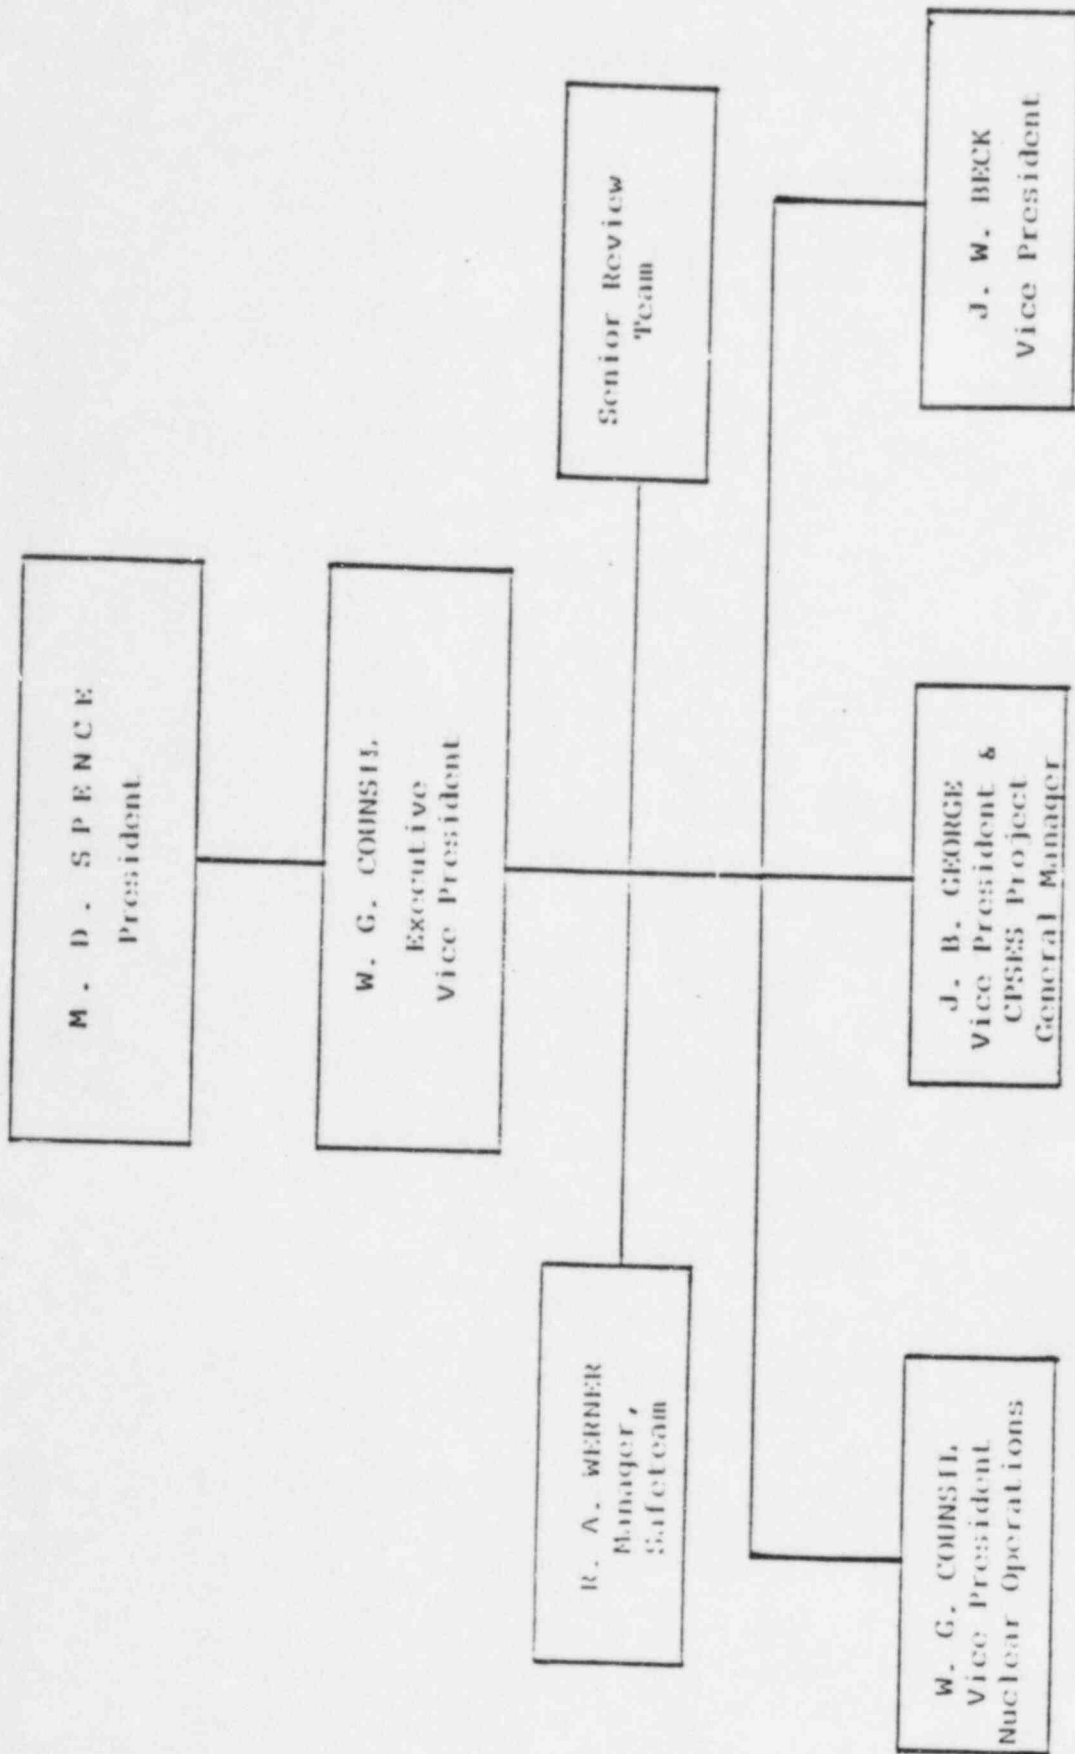 M. D. SPENCE
President
W. G. COUNSIL
Executive
Vice President
R. A. WERNER
Manager,
Safeteam
Senior Review
Team
W. G. COUNSIL
Vice President
Nuclear Operations
J. B. GEORGE
Vice President &
CPSES Project
General Manager
J. W. BECK
Vice President